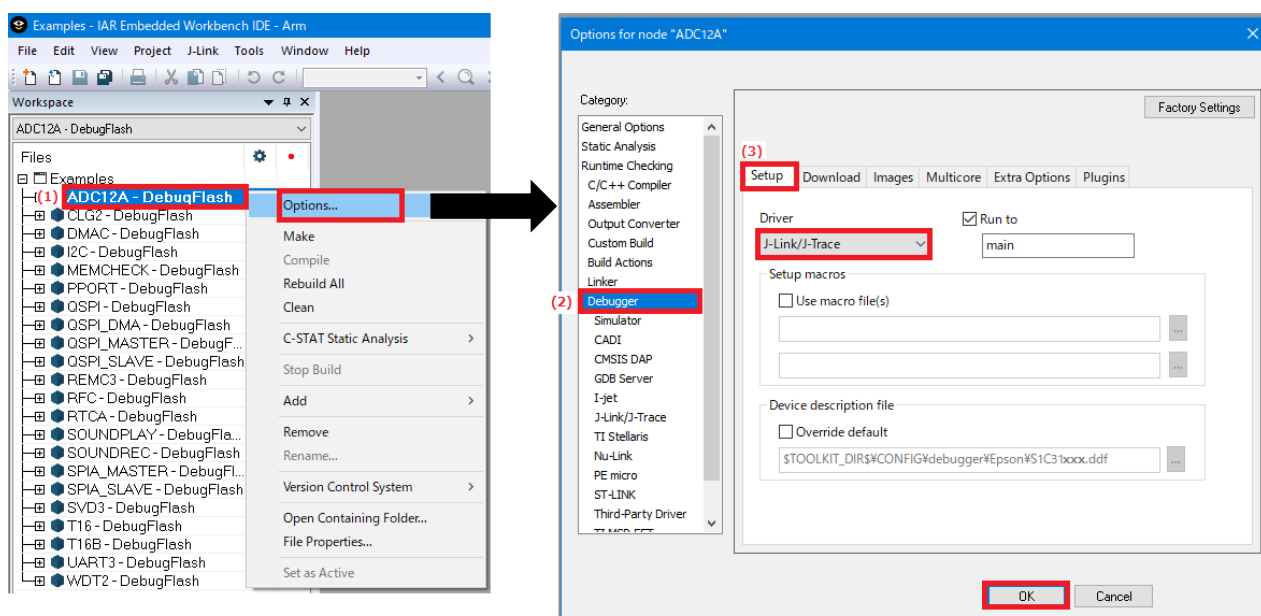 Examples - IAR Embedded Workbench IDE - Arm
File Edit View Project J-Link Tools Window Help
Workspace
ADC12A - DebugFlash
Files
Examples
(1) ADC12A - DebugFlash
CLG2 - DebugFlash
DMAC - DebugFlash
I2C - DebugFlash
MEMCHECK - DebugFlash
PPORT - DebugFlash
QSPI - DebugFlash
QSPI_DMA - DebugFlash
QSPI_MASTER - DebugF...
QSPI_SLAVE - DebugFlash
REMC3 - DebugFlash
RFC - DebugFlash
RTCA - DebugFlash
SOUNDPLAY - DebugFla...
SOUNDREC - DebugFlash
SPIA_MASTER - DebugFl...
SPIA_SLAVE - DebugFlash
SVD3 - DebugFlash
T16 - DebugFlash
T16B - DebugFlash
UART3 - DebugFlash
WDT2 - DebugFlash
Options...
Make
Compile
Rebuild All
Clean
C-STAT Static Analysis
Stop Build
Add
Remove
Rename...
Version Control System
Open Containing Folder...
File Properties...
Set as Active
Options for node "ADC12A"
Category:
General Options
Static Analysis
Runtime Checking
C/C++ Compiler
Assembler
Output Converter
Custom Build
Build Actions
Linker
(2) Debugger
Simulator
CADI
CMSIS DAP
GDB Server
I-jet
J-Link/J-Trace
TI Stellaris
Nu-Link
PE micro
ST-LINK
Third-Party Driver
TI MSP-FET
Factory Settings
(3)
Setup Download Images Multicore Extra Options Plugins
Driver
J-Link/J-Trace
Run to
main
Setup macros
Use macro file(s)
...
...
Device description file
Override default
$TOOLKIT_DIR$¥CONFIG¥debugger¥Epson¥S1C31xxx.ddf
...
OK Cancel